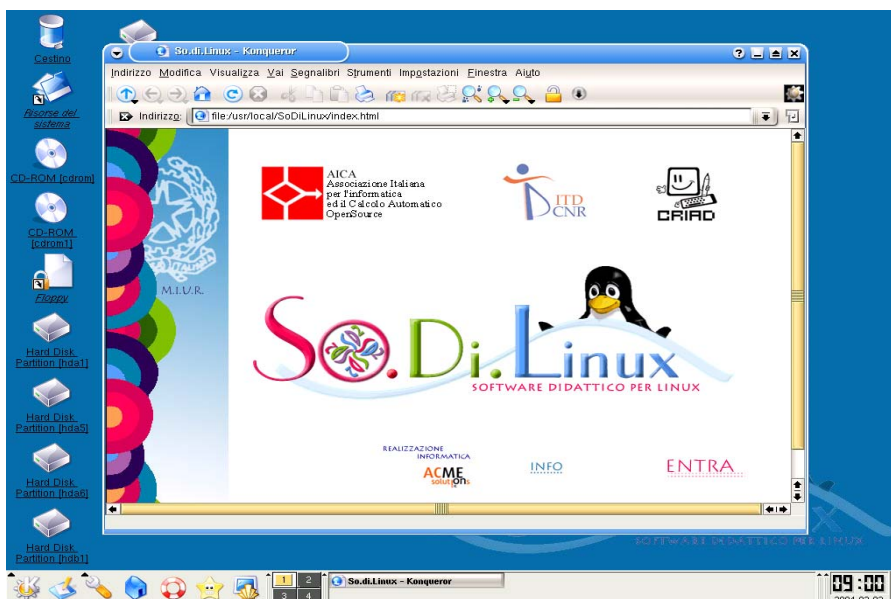 Cestino
Risorse del
sistema
CD-ROM [cdrom]
CD-ROM
[cdrom1]
Floppy
Hard Disk
Partition [hda1]
Hard Disk
Partition [hda5]
Hard Disk
Partition [hda6]
Hard Disk
Partition [hdb1]
So.di.Linux - Konqueror
Indirizzo Modifica Visualizza Vai Segnalibri Strumenti Impostazioni Finestra Aiuto
Indirizzo: file:/usr/local/SoDiLinux/index.html
M.I.U.R.
AICA
Associazione Italiana
per l'informatica
ed il Calcolo Automatico
OpenSource
ITD
CNR
CRIAD
So.Di.Linux
SOFTWARE DIDATTICO PER LINUX
REALIZZAZIONE
INFORMATICA
ACME
solutions
INFO
ENTRA
SOFTWARE DIDATTICO PER LINUX
1 2
3 4
So.di.Linux - Konqueror
09:00